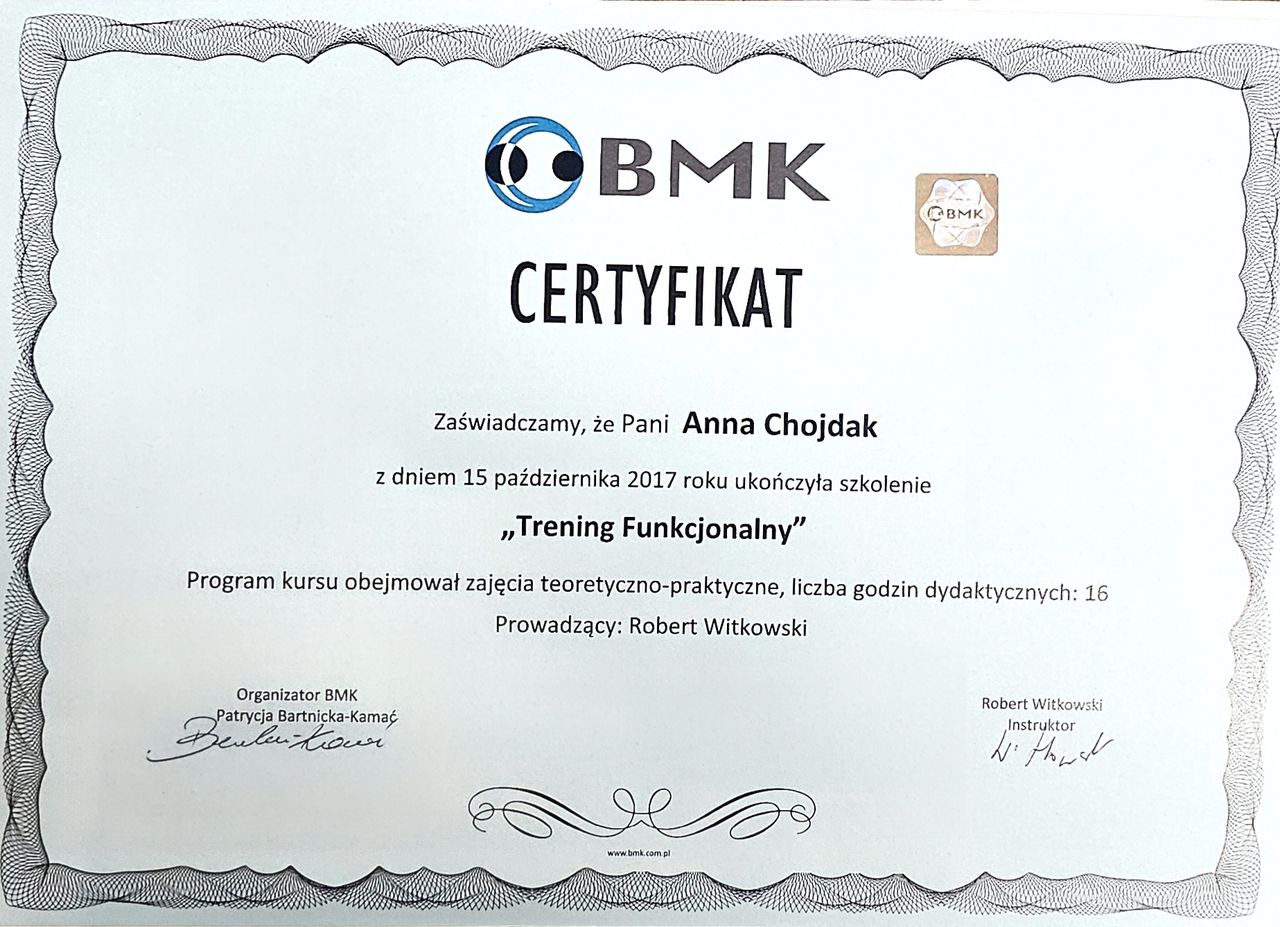 BMK
BMK
CERTYFIKAT
Zaświadczamy, że Pani Anna Chojdak
z dniem 15 października 2017 roku ukończyła szkolenie
„Trening Funkcjonalny”
Program kursu obejmował zajęcia teoretyczno-praktyczne, liczba godzin dydaktycznych: 16
Prowadzący: Robert Witkowski
Organizator BMK
Patrycja Bartnicka-Kamać
Robert Witkowski
Instruktor
www.bmk.com.pl